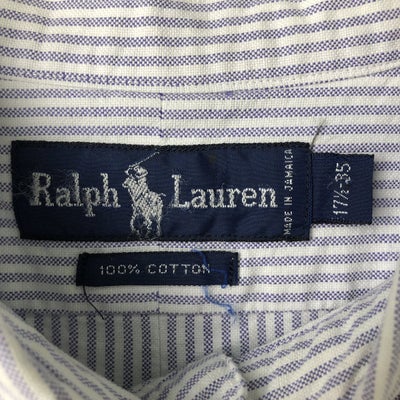 Ralph Lauren
MADE IN JAMAICA
17½-35
100% COTTON